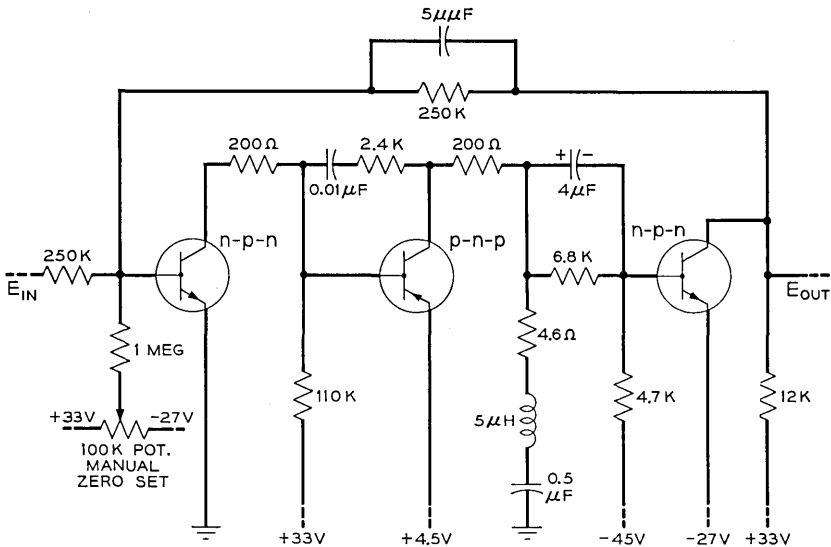 5μμF
250K
200Ω
2.4K
200Ω
0.01μF
+ -
4μF
n-p-n
p-n-p
n-p-n
250K
6.8K
E_IN
E_OUT
1 MEG
4.6Ω
110K
4.7K
12K
5μH
+33V
-27V
100K POT.
MANUAL
ZERO SET
0.5
μF
+33V
+4.5V
-45V
-27V
+33V